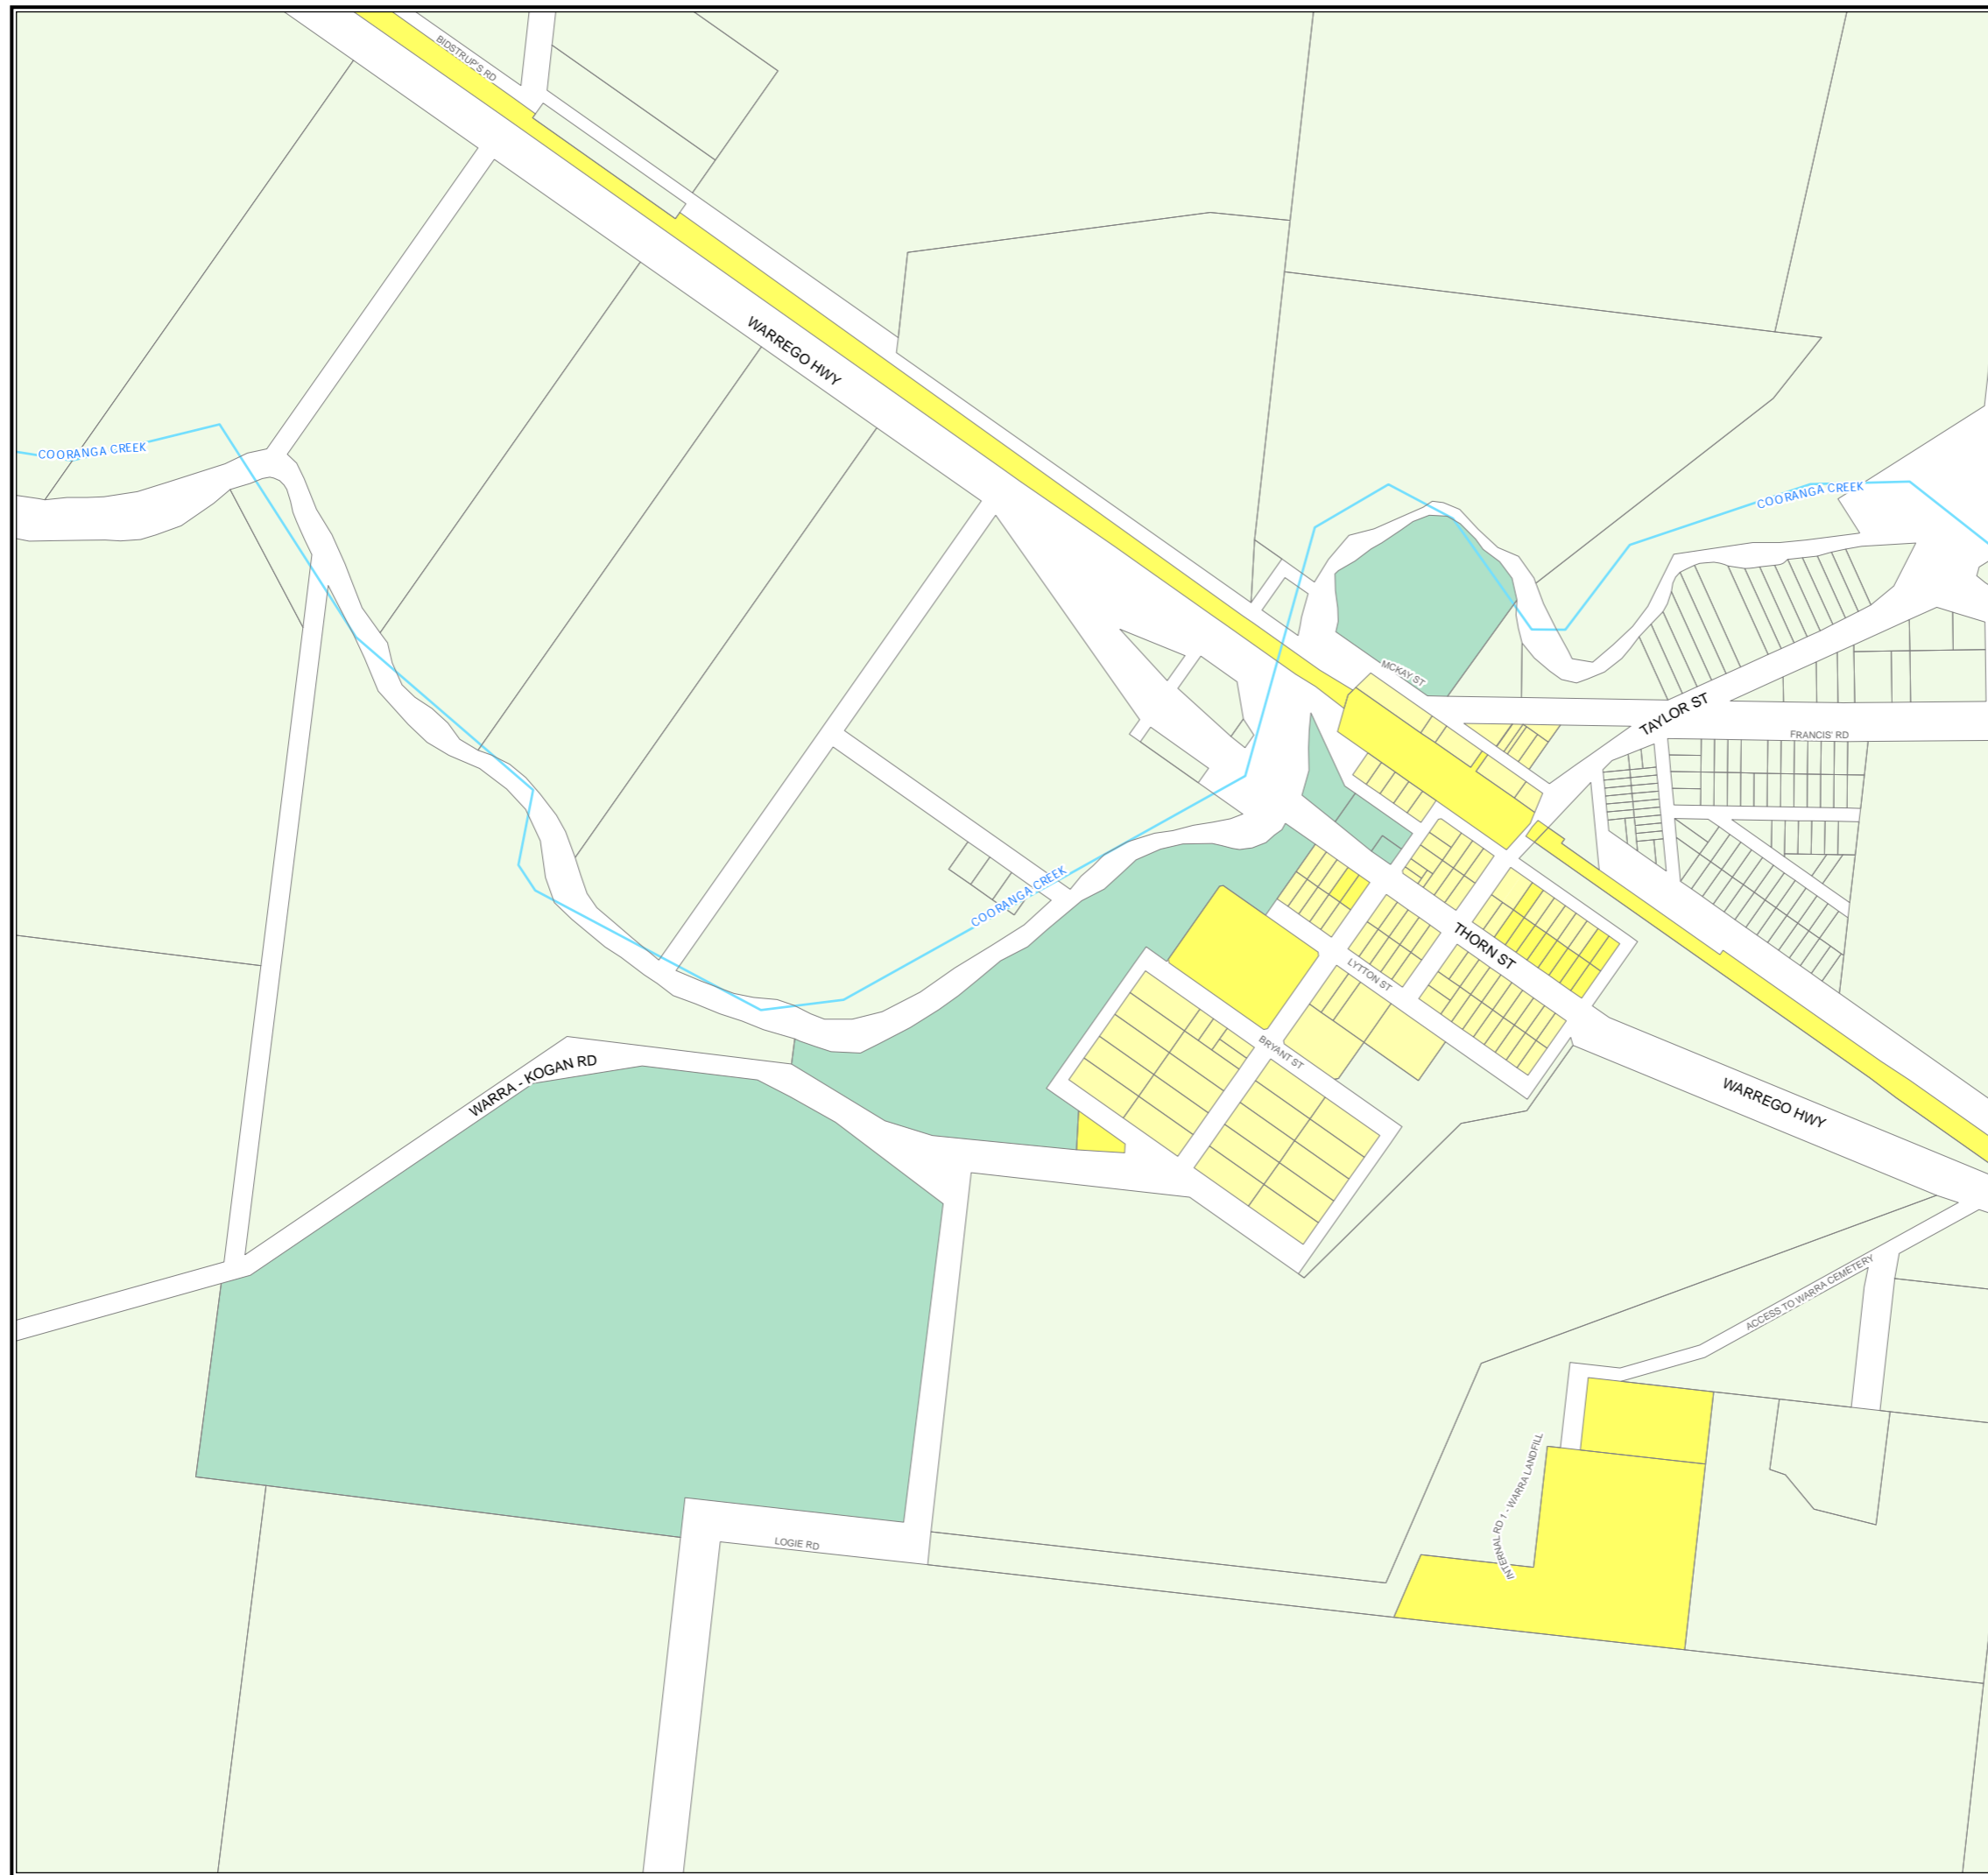 BIDSTRUP'S RD
WARREGO HWY
COORANGA CREEK
COORANGA CREEK
MCKAY ST
TAYLOR ST
FRANCIS' RD
COORANGA CREEK
THORN ST
LYTTON ST
BRYANT ST
WARRA - KOGAN RD
WARREGO HWY
ACCESS TO WARRA CEMETERY
INTERNAL RD 1 - WARRA LANDFILL
LOGIE RD